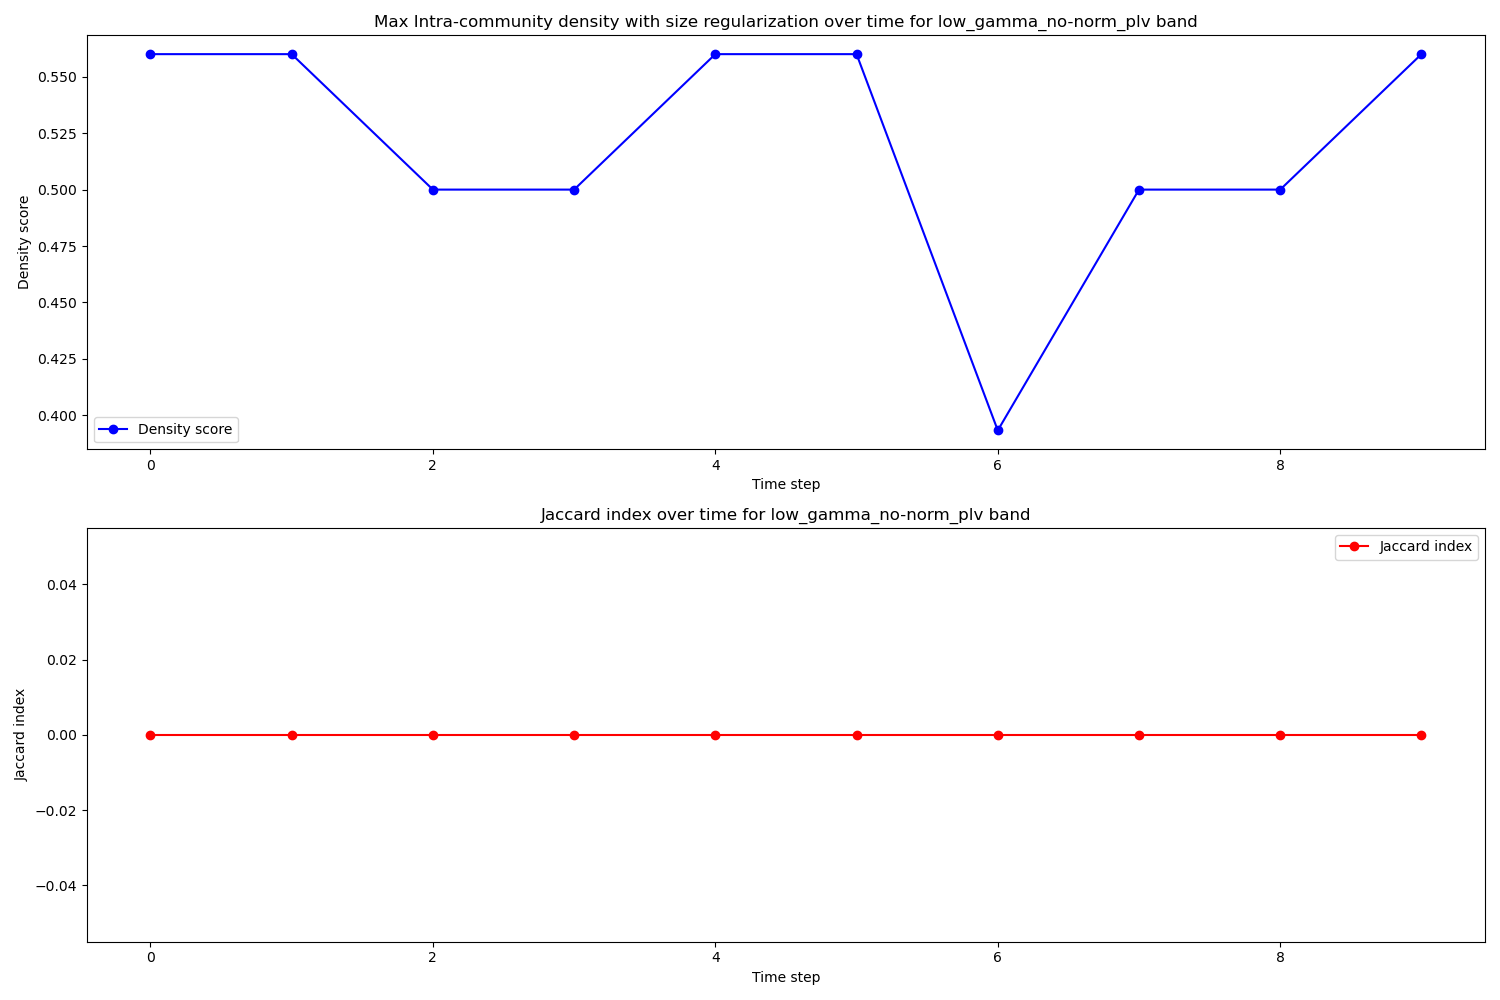 Max Intra-community density with size regularization over time for low_gamma_no-norm_plv band
0.550
0.525
0.500
0.475
0.450
0.425
0.400
Density score
Density score
0 2 4 6 8
Time step
Jaccard index over time for low_gamma_no-norm_plv band
Jaccard index
0.04
0.02
0.00
−0.02
−0.04
Jaccard index
0 2 4 6 8
Time step